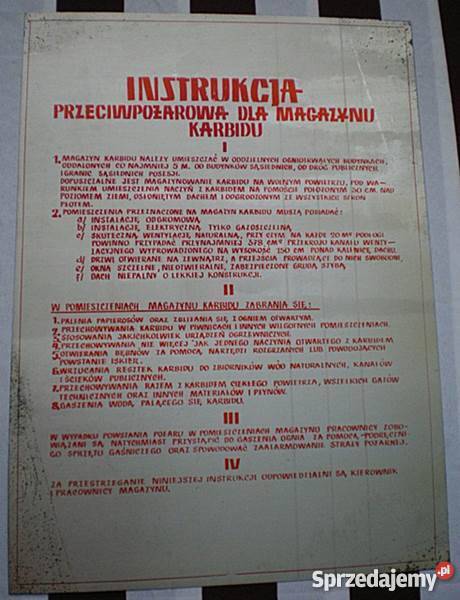 INSTRUKCJA
PRZECIWPOŻAROWA DLA MAGAZYNU
KARBIDU
I
1. MAGAZYN KARBIDU NALEŻY UMIESZCZAĆ W ODDZIELNYCH OGNIOTRWAŁYCH BUDYNKACH,
ODDALONYCH CO NAJMNIEJ 5 M. OD BUDYNKÓW SĄSIEDNICH, OD DRÓG PUBLICZNYCH
I GRANIC SĄSIEDNICH POSESJI.
DOPUSZCZALNE JEST MAGAZYNOWANIE KARBIDU NA WOLNYM POWIETRZU, POD WA-
RUNKIEM UMIESZCZENIA NACZYŃ Z KARBIDEM NA POMOŚCIE POŁOŻONYM 50 CM. NAD
POZIOMEM ZIEMI, OSŁONIĘTYM DACHEM I OGRODZONYM ZE WSZYSTKICH STRON
PŁOTEM.
2. POMIESZCZENIA PRZEZNACZONE NA MAGAZYN KARBIDU MUSZĄ POSIADAĆ:
a/ INSTALACJĘ ODGROMOWĄ,
b/ INSTALACJĘ, ELEKTRYCZNĄ TYLKO GAZOSZCZELNĄ,
c/ SKUTECZNĄ, WENTYLACJĘ, NATURALNĄ, PRZY CZYM NA KAŻDE 20 M² PODŁOGI
POWINNO PRZYPADAĆ PRZYNAJMNIEJ 378 CM² PRZEKROJU KANAŁU WENTY-
LACYJNEGO WYPROWADZONEGO NA WYSOKOŚĆ 150 CM PONAD KALENICĘ, DACHU,
d/ DRZWI OTWIERANE NA ZEWNĄTRZ, A PRZEJŚCIA PROWADZĄCE DO NICH SWOBODNE,
e/ OKNA SZCZELNE, NIEOTWIERALNE, ZABEZPIECZONE GRUBĄ SZYBĄ,
f/ DACH NIEPALNY O LEKKIEJ KONSTRUKCJI.
II
W POMIESZCZENIACH MAGAZYNU KARBIDU ZABRANIA SIĘ:
1. PALENIA PAPIEROSÓW ORAZ ZBLIŻANIA SIĘ Z OGNIEM OTWARTYM.
2. PRZECHOWYWANIA KARBIDU W PIWNICACH I INNYCH WILGOTNYCH POMIESZCZENIACH.
3. STOSOWANIA JAKICHKOLWIEK URZĄDZEŃ OGRZEWNICZYCH.
4. PRZECHOWYWANIA NIE WIĘCEJ JAK JEDNEGO NACZYNIA OTWARTEGO Z KARBIDEM
5. OTWIERANIA BĘBNÓW ZA POMOCĄ NARZĘDZI ROZGRZANYCH LUB POWODUJĄCYCH
POWSTANIE ISKIER.
6. WRZUCANIA RESZTEK KARBIDU DO ZBIORNIKÓW WÓD NATURALNYCH, KANAŁÓW
I ŚCIEKÓW PUBLICZNYCH.
7. PRZECHOWYWANIA RAZEM Z KARBIDEM CIEKŁEGO POWIETRZA, WSZELKICH GAZÓW
TECHNICZNYCH ORAZ INNYCH MATERIAŁÓW I PŁYNÓW.
8. GASZENIA WODĄ, PALĄCEGO SIĘ, KARBIDU.
III
W WYPADKU POWSTANIA POŻARU W POMIESZCZENIACH MAGAZYNU PRACOWNICY ZOBO-
WIĄZANI SĄ, NATYCHMIAST PRZYSTĄPIĆ DO GASZENIA OGNIA ZA POMOCĄ PODRĘCZNE-
GO SPRZĘTU GAŚNICZEGO ORAZ SPOWODOWAĆ ZAALARMOWANIE STRAŻY POŻARNEJ.
IV
ZA PRZESTRZEGANIE NINIEJSZEJ INSTRUKCJI ODPOWIEDZIALNI SĄ, KIEROWNIK
I PRACOWNICY MAGAZYNU.
Sprzedajemy.pl